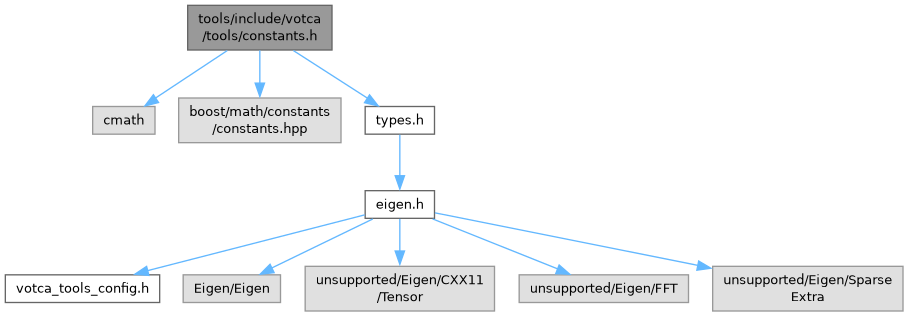 tools/include/votca
/tools/constants.h
cmath
boost/math/constants
/constants.hpp
types.h
eigen.h
votca_tools_config.h
Eigen/Eigen
unsupported/Eigen/CXX11
/Tensor
unsupported/Eigen/FFT
unsupported/Eigen/Sparse
Extra